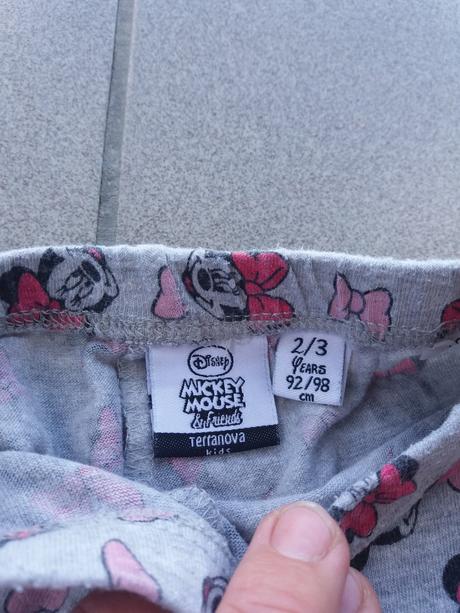 Disney
MICKEY
MOUSE
& Friends
Terranova
kids
2/3
YEARS
92/98
cm